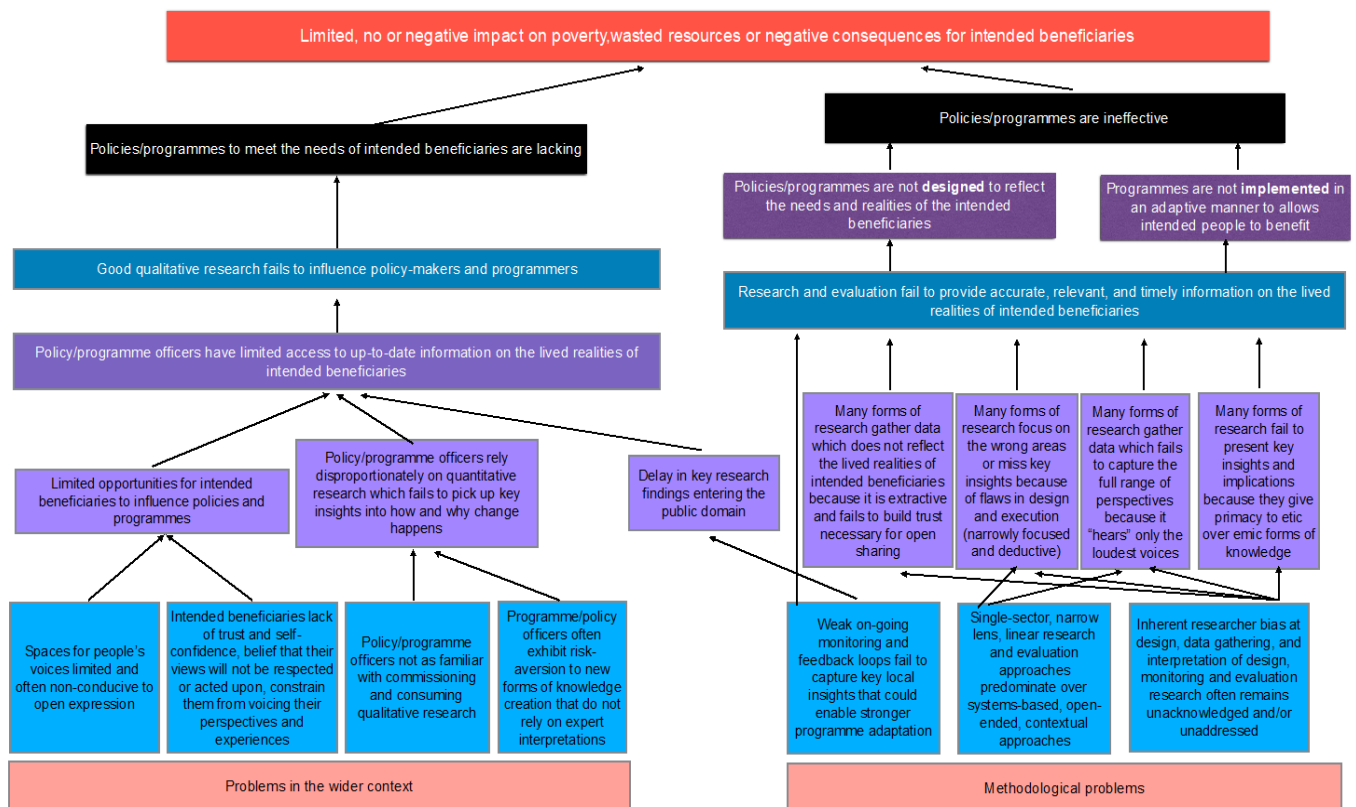 Limited, no or negative impact on poverty,wasted resources or negative consequences for intended beneficiaries
Policies/programmes to meet the needs of intended beneficiaries are lacking
Policies/programmes are ineffective
Policies/programmes are not designed to reflect
the needs and realities of the intended
beneficiaries
Programmes are not implemented in
an adaptive manner to allows
intended people to benefit
Good qualitative research fails to influence policy-makers and programmers
Research and evaluation fail to provide accurate, relevant, and timely information on the lived
realities of intended beneficiaries
Policy/programme officers have limited access to up-to-date information on the lived realities of
intended beneficiaries
Limited opportunities for intended
beneficiaries to influence policies and
programmes
Policy/programme officers rely
disproportionately on quantitative
research which fails to pick up key
insights into how and why change
happens
Delay in key research
findings entering the
public domain
Many forms of
research gather data
which does not reflect
the lived realities of
intended beneficiaries
because it is extractive
and fails to build trust
necessary for open
sharing
Many forms of
research focus on
the wrong areas
or miss key
insights because
of flaws in design
and execution
(narrowly focused
and deductive)
Many forms of
research gather
data which fails
to capture the
full range of
perspectives
because it
“hears” only the
loudest voices
Many forms of
research fail to
present key
insights and
implications
because they give
primacy to etic
over emic forms of
knowledge
Spaces for people’s
voices limited and
often non-conducive to
open expression
Intended beneficiaries lack
of trust and self-
confidence, belief that their
views will not be respected
or acted upon, constrain
them from voicing their
perspectives and
experiences
Policy/programme
officers not as familiar
with commissioning
and consuming
qualitative research
Programme/policy
officers often
exhibit risk-
aversion to new
forms of knowledge
creation that do not
rely on expert
interpretations
Weak on-going
monitoring and
feedback loops fail to
capture key local
insights that could
enable stronger
programme adaptation
Single-sector, narrow
lens, linear research
and evaluation
approaches
predominate over
systems-based, open-
ended, contextual
approaches
Inherent researcher bias at
design, data gathering, and
interpretation of design,
monitoring and evaluation
research often remains
unacknowledged and/or
unaddressed
Problems in the wider context
Methodological problems